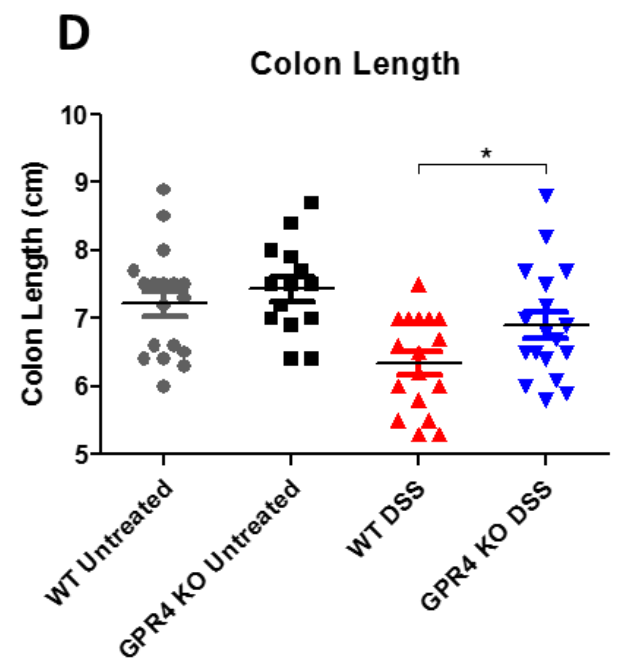 D
Colon Length
Colon Length (cm)
10
9
8
7
6
5
*
WT Untreated
GPR4 KO Untreated
WT DSS
GPR4 KO DSS